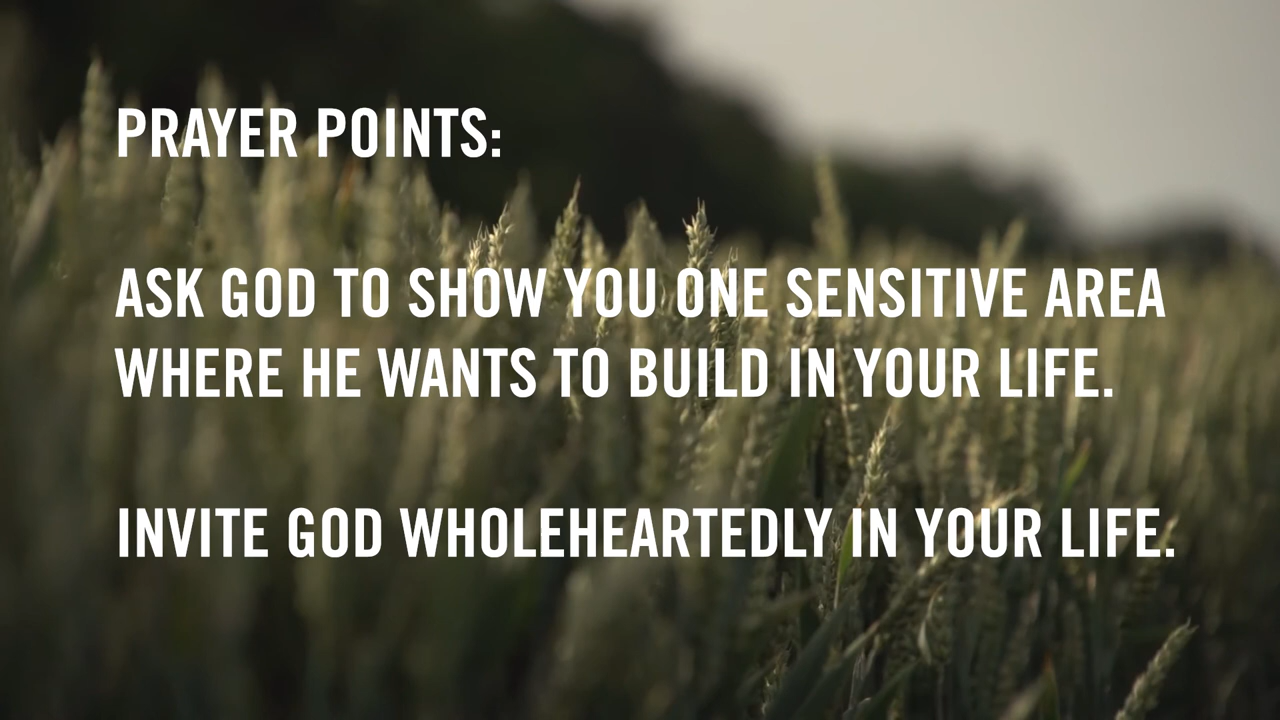 PRAYER POINTS:
ASK GOD TO SHOW YOU ONE SENSITIVE AREA
WHERE HE WANTS TO BUILD IN YOUR LIFE.
INVITE GOD WHOLEHEARTEDLY IN YOUR LIFE.